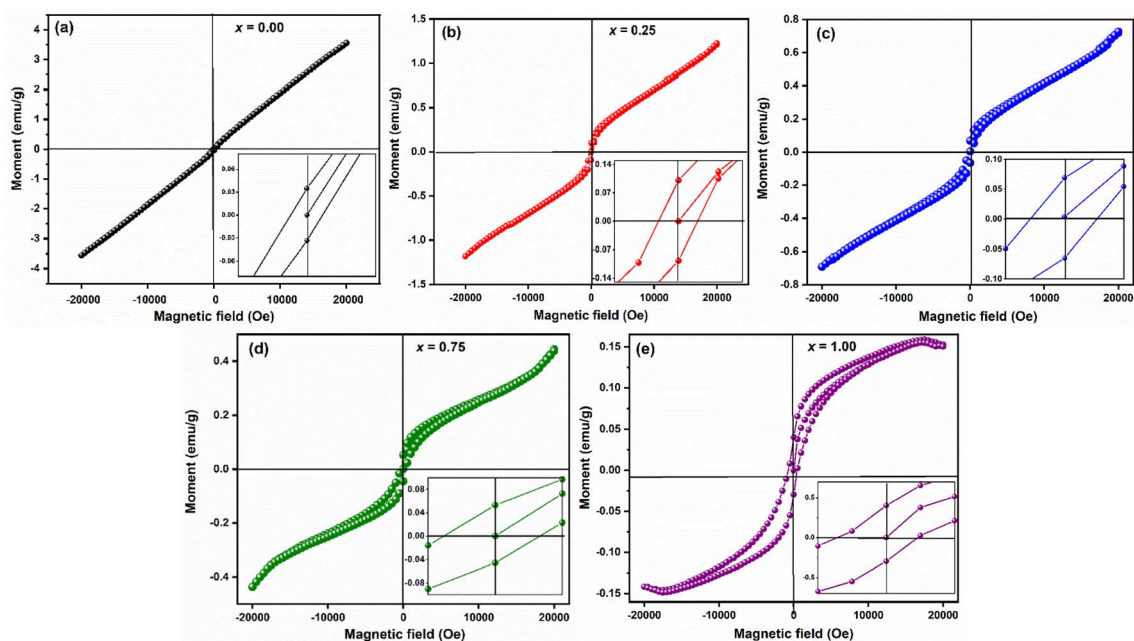 (a)
x = 0.00
4
3
2
1
0
-1
-2
-3
-4
Moment (emu/g)
-20000 -10000 0 10000 20000
Magnetic field (Oe)
0.06
0.03
0.00
-0.03
-0.06
(b)
x = 0.25
1.5
1.0
0.5
0.0
-0.5
-1.0
-1.5
Moment (emu/g)
-20000 -10000 0 10000 20000
Magnetic field (Oe)
0.14
0.07
0.00
-0.07
-0.14
(c)
0.8
0.6
0.4
0.2
0.0
-0.2
-0.4
-0.6
-0.8
Moment (emu/g)
-20000 -10000 0 10000 20000
Magnetic field (Oe)
0.10
0.05
0.00
-0.05
-0.10
(d)
x = 0.75
0.4
0.2
0.0
-0.2
-0.4
Moment (emu/g)
-20000 -10000 0 10000 20000
Magnetic field (Oe)
0.08
0.04
0.00
-0.04
-0.08
(e)
x = 1.00
0.15
0.10
0.05
0.00
-0.05
-0.10
-0.15
Moment (emu/g)
-20000 -10000 0 10000 20000
Magnetic field (Oe)
0.5
0.0
-0.5